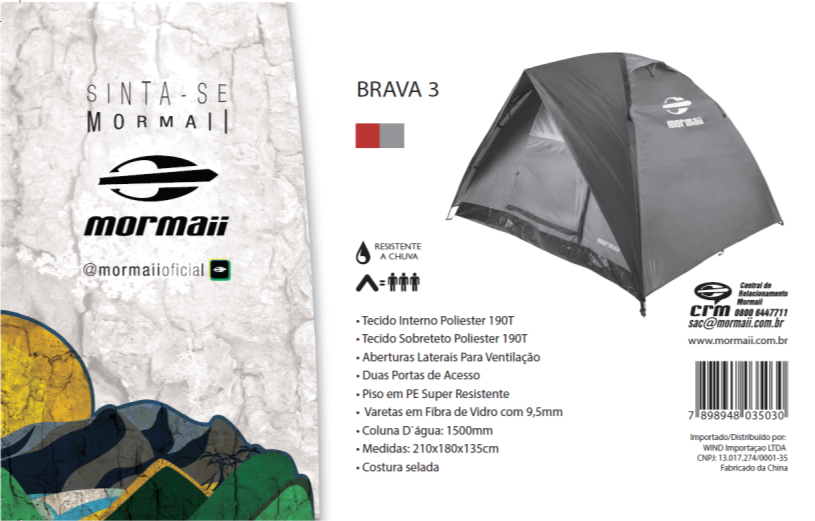 SINTA-SE
MORMAII
mormaii
@mormaiioficial
BRAVA 3
mormaii
mormaii
RESISTENTE
A CHUVA
=
• Tecido Interno Poliester 190T
• Tecido Sobreteto Poliester 190T
• Aberturas Laterais Para Ventilação
• Duas Portas de Acesso
• Piso em PE Super Resistente
• Varetas em Fibra de Vidro com 9,5mm
• Coluna D`água: 1500mm
• Medidas: 210x180x135cm
• Costura selada
Central de
Relacionamento
Mormaii
crm 0800 6447711
sac@mormaii.com.br
www.mormaii.com.br
7 898948 035030
Importado/Distribuido por:
WIND Importaçao LTDA
CNPJ: 13.017.274/0001-35
Fabricado da China